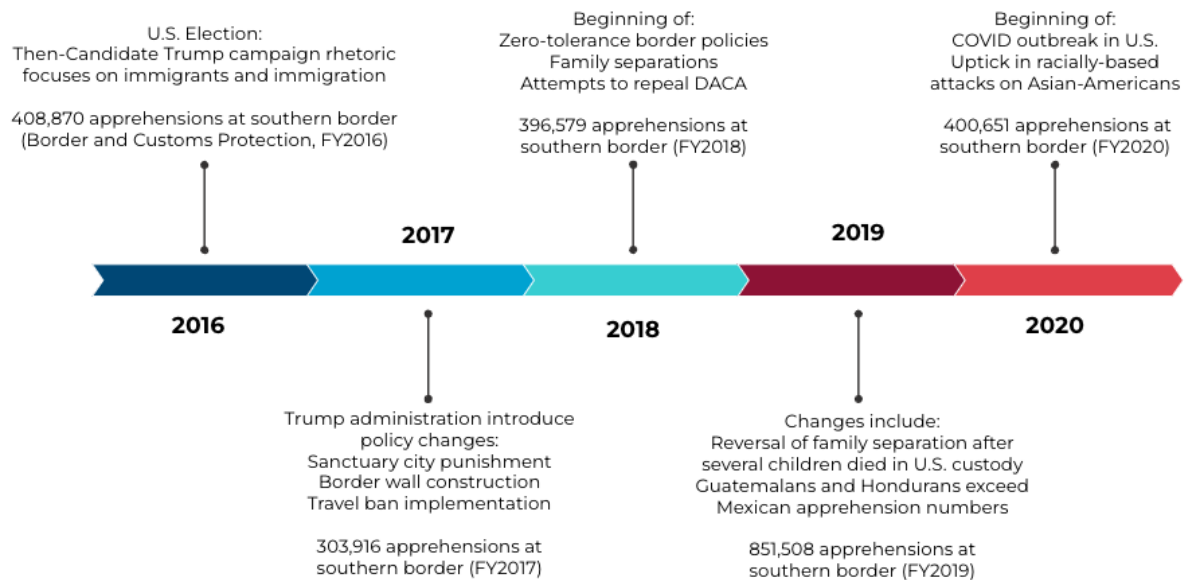 U.S. Election:
Then-Candidate Trump campaign rhetoric
focuses on immigrants and immigration
408,870 apprehensions at southern border
(Border and Customs Protection, FY2016)
2016
2017
Trump administration introduce
policy changes:
Sanctuary city punishment
Border wall construction
Travel ban implementation
303,916 apprehensions at
southern border (FY2017)
Beginning of:
Zero-tolerance border policies
Family separations
Attempts to repeal DACA
396,579 apprehensions at
southern border (FY2018)
2018
2019
Changes include:
Reversal of family separation after
several children died in U.S. custody
Guatemalans and Hondurans exceed
Mexican apprehension numbers
851,508 apprehensions at
southern border (FY2019)
Beginning of:
COVID outbreak in U.S.
Uptick in racially-based
attacks on Asian-Americans
400,651 apprehensions at
southern border (FY2020)
2020